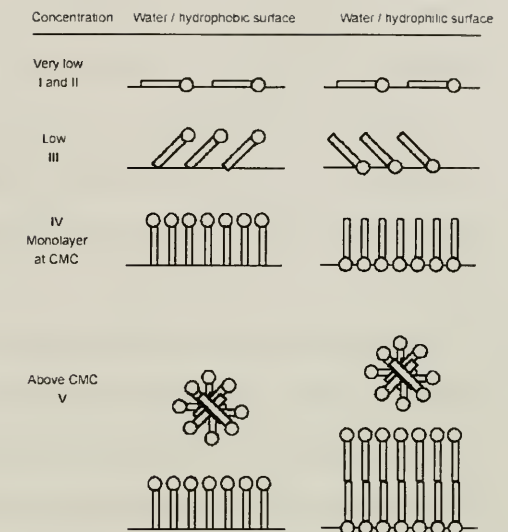 Concentration Water / hydrophobic surface Water / hydrophilic surface
Very low
I and II
Low
III
IV
Monolayer
at CMC
Above CMC
V